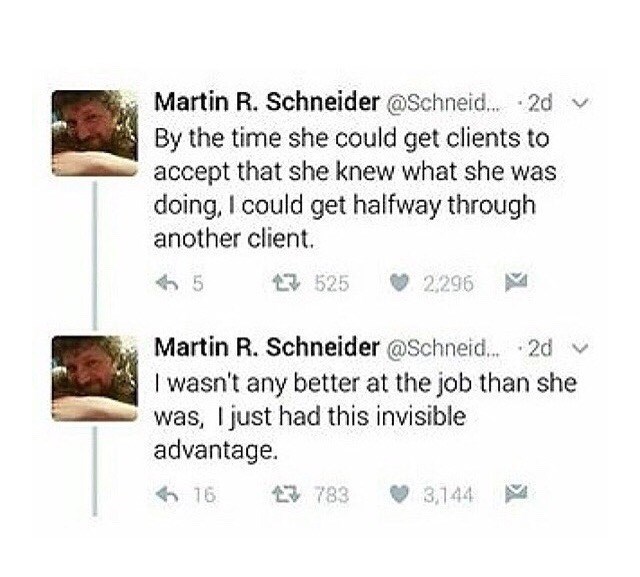 Martin R. Schneider @Schneid... · 2d
By the time she could get clients to
accept that she knew what she was
doing, I could get halfway through
another client.
5 525 2,296
Martin R. Schneider @Schneid... · 2d
I wasn't any better at the job than she
was, I just had this invisible
advantage.
16 783 3,144